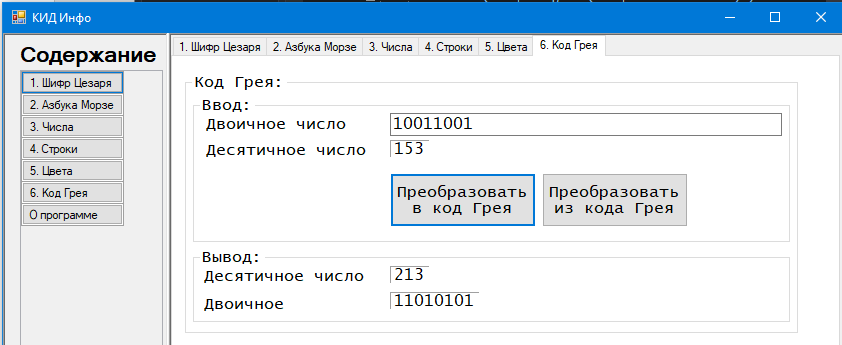 КИД Инфо
Содержание
1. Шифр Цезаря
2. Азбука Морзе
3. Числа
4. Строки
5. Цвета
6. Код Грея
О программе
1. Шифр Цезаря 2. Азбука Морзе 3. Числа 4. Строки 5. Цвета 6. Код Грея
Код Грея:
Ввод:
Двоичное число 10011001
Десятичное число 153
Преобразовать в код Грея
Преобразовать из кода Грея
Вывод:
Десятичное число 213
Двоичное 11010101